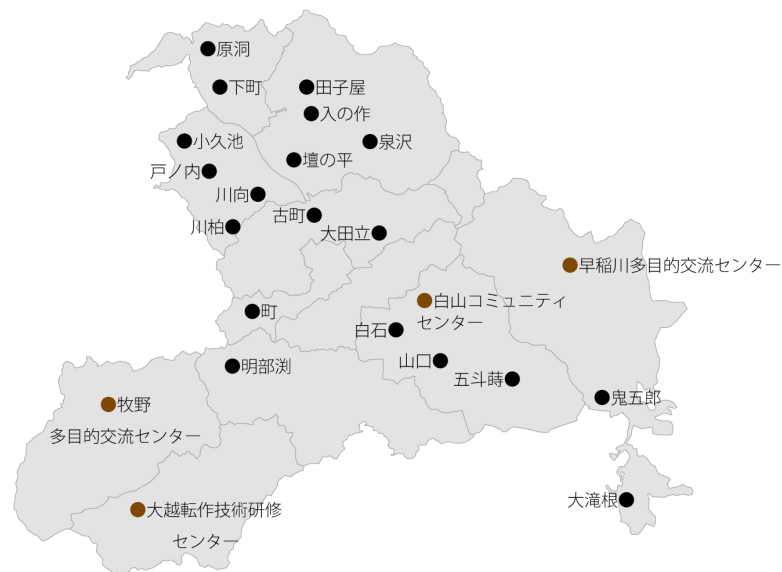 原洞
下町
田子屋
入の作
小久池
泉沢
壇の平
戸ノ内
川向
古町
川柏
大田立
早稲川多目的交流センター
白山コミュニティ
センター
町
白石
山口
明部渕
五斗蒔
鬼五郎
牧野
多目的交流センター
大滝根
大越転作技術研修
センター